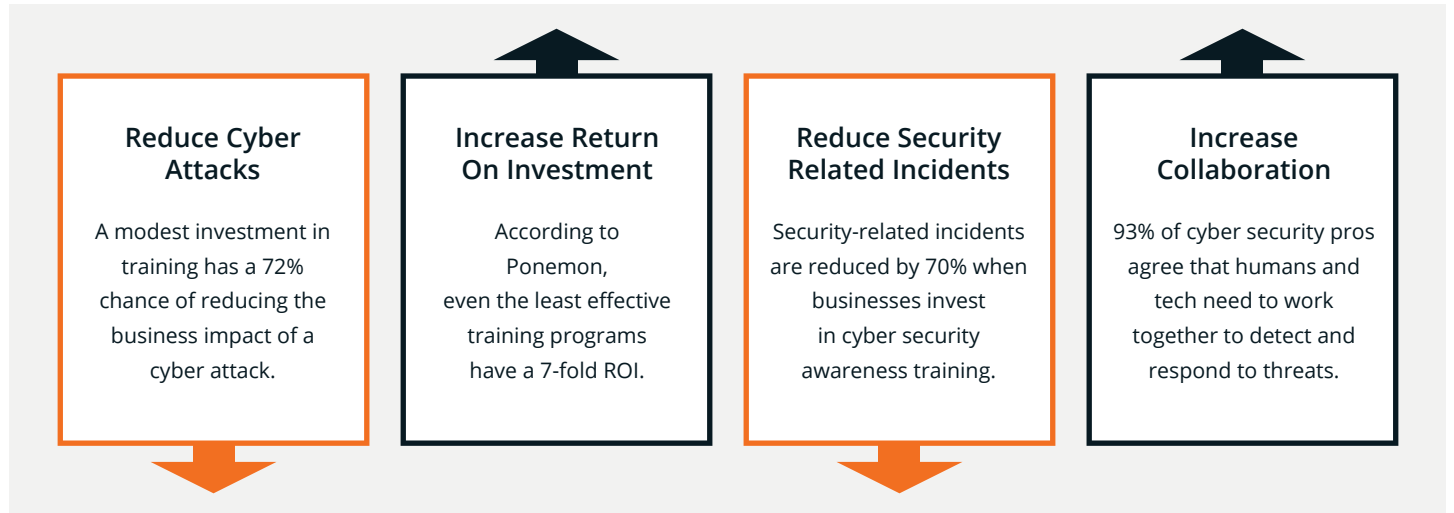 Reduce Cyber
Attacks
A modest investment in
training has a 72%
chance of reducing the
business impact of a
cyber attack.
Increase Return
On Investment
According to
Ponemon,
even the least effective
training programs
have a 7-fold ROI.
Reduce Security
Related Incidents
Security-related incidents
are reduced by 70% when
businesses invest
in cyber security
awareness training.
Increase
Collaboration
93% of cyber security pros
agree that humans and
tech need to work
together to detect and
respond to threats.